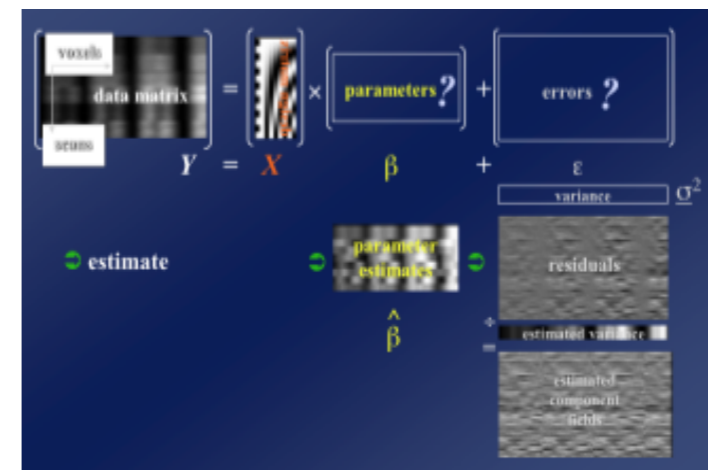 voxels
data matrix
scans
=
×
parameters ?
+
errors ?
Y = X β + ε
variance σ²
➲ estimate
➲ parameter
estimates
➲ residuals
β̂
÷ estimated variance
=
estimated
component
fields